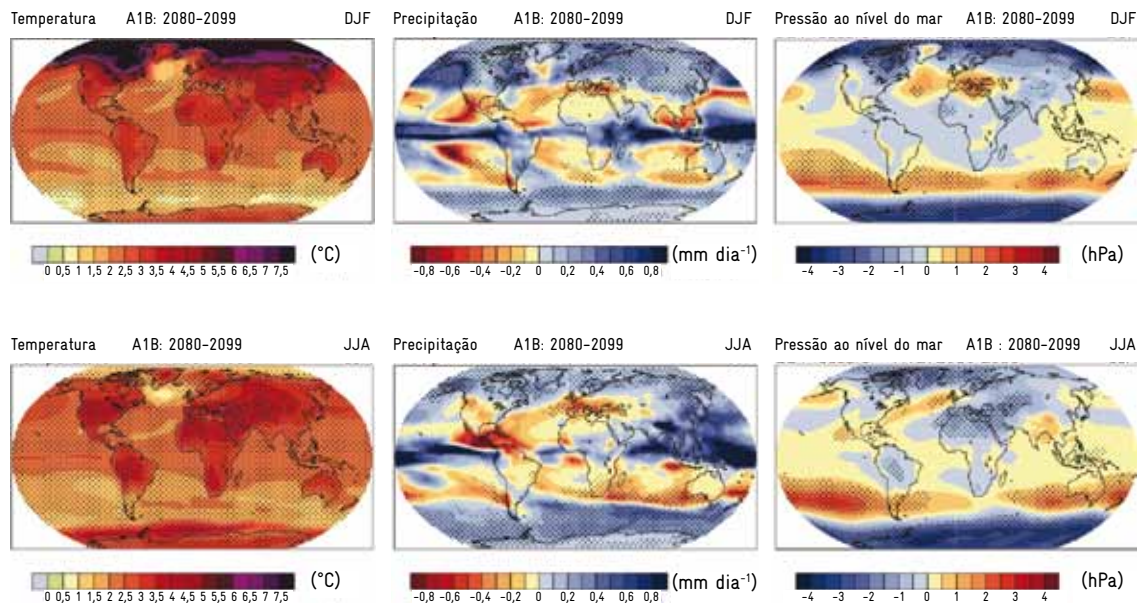 Temperatura A1B: 2080-2099 DJF
Precipitação A1B: 2080-2099 DJF
Pressão ao nível do mar A1B: 2080-2099 DJF
0 0,5 1 1,5 2 2,5 3 3,5 4 4,5 5 5,5 6 6,5 7 7,5 (°C)
-0,8 -0,6 -0,4 -0,2 0 0,2 0,4 0,6 0,8 (mm dia⁻¹)
-4 -3 -2 -1 0 1 2 3 4 (hPa)
Temperatura A1B: 2080-2099 JJA
Precipitação A1B: 2080-2099 JJA
Pressão ao nível do mar A1B : 2080-2099 JJA
0 0,5 1 1,5 2 2,5 3 3,5 4 4,5 5 5,5 6 6,5 7 7,5 (°C)
-0,8 -0,6 -0,4 -0,2 0 0,2 0,4 0,6 0,8 (mm dia⁻¹)
-4 -3 -2 -1 0 1 2 3 4 (hPa)